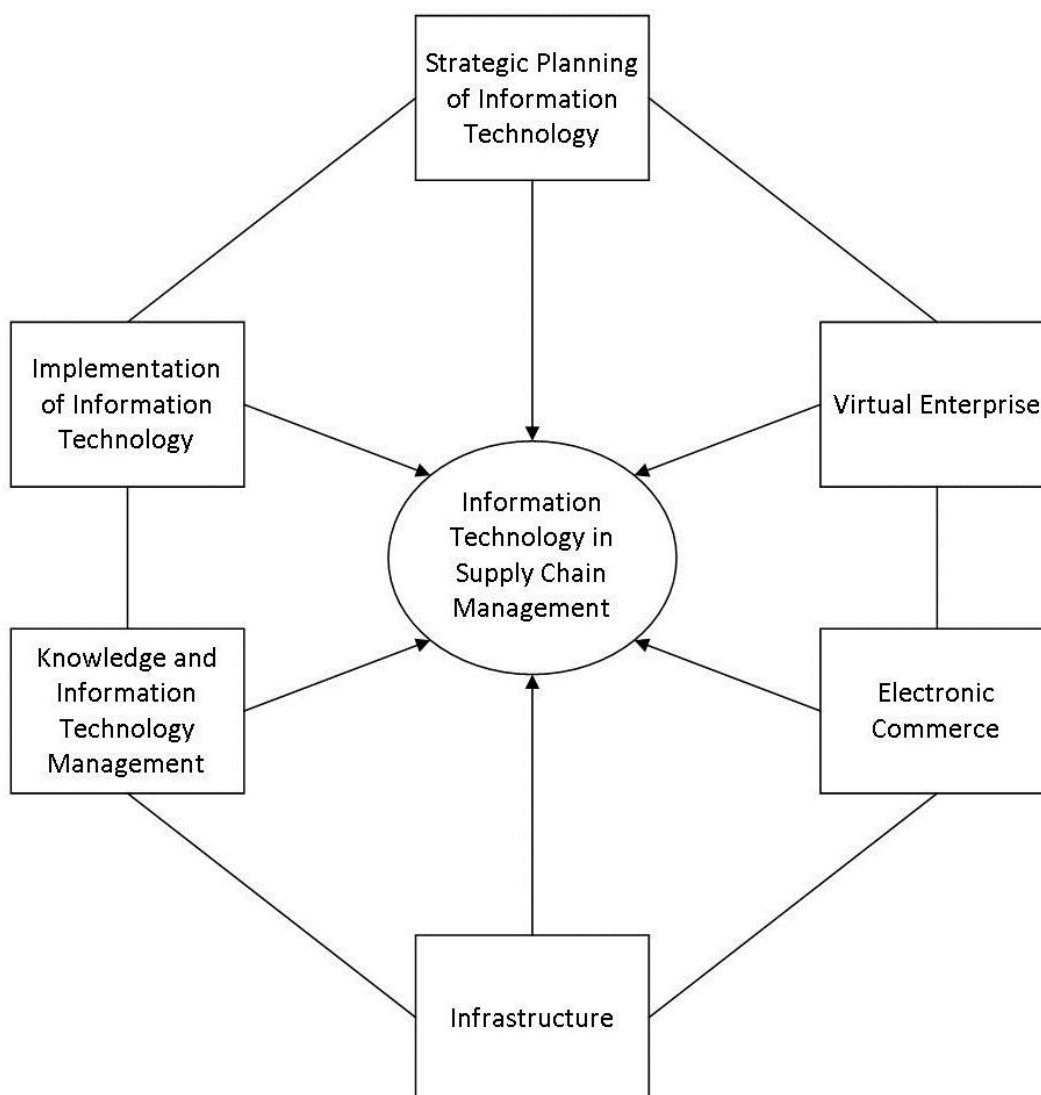 Strategic Planning
of Information
Technology
Implementation
of Information
Technology
Virtual Enterprise
Information
Technology in
Supply Chain
Management
Knowledge and
Information
Technology
Management
Electronic
Commerce
Infrastructure